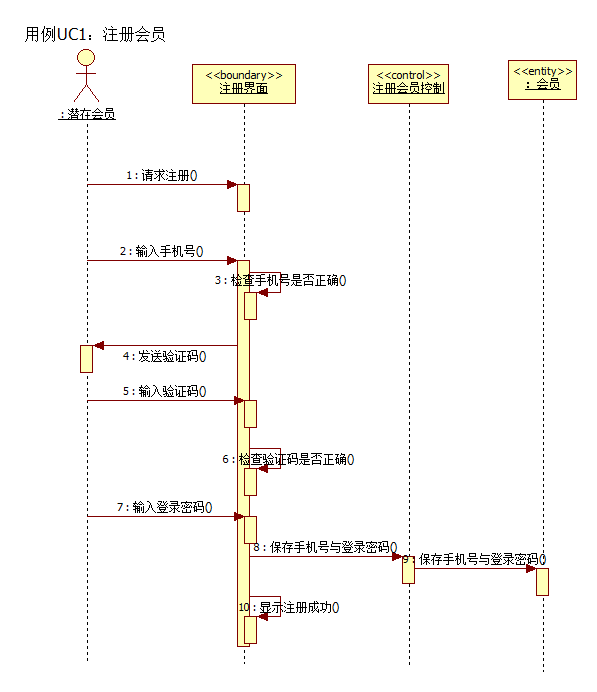 用例UC1：注册会员
<<boundary>>
注册界面
<<control>>
注册会员控制
<<entity>>
：会员
：潜在会员
1 : 请求注册()
2 : 输入手机号()
3 : 检查手机号是否正确()
4 : 发送验证码()
5 : 输入验证码()
6 : 检查验证码是否正确()
7 : 输入登录密码()
8 : 保存手机号与登录密码()
9 : 保存手机号与登录密码()
10 : 显示注册成功()